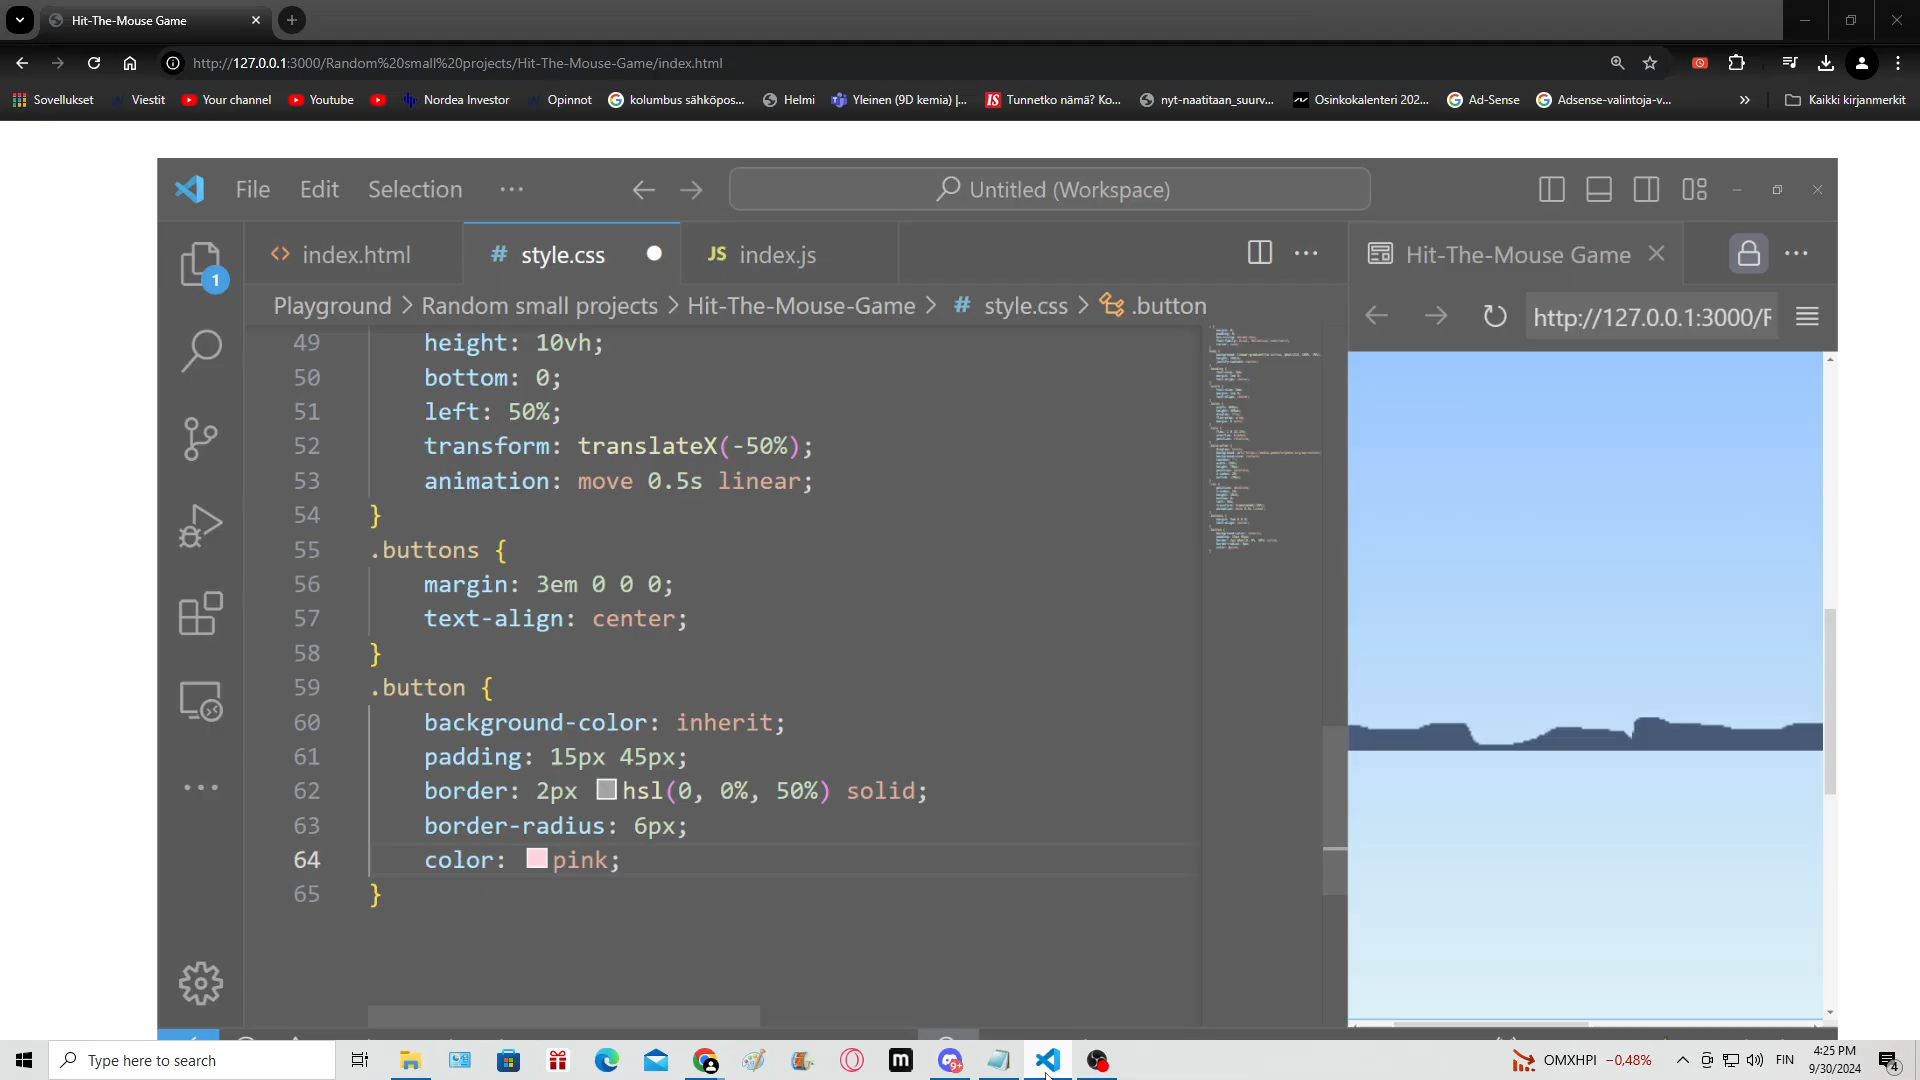 Hit-The-Mouse Game
http://127.0.0.1:3000/Random%20small%20projects/Hit-The-Mouse-Game/index.html
Sovellukset
Viestit
Your channel
Youtube
Nordea Investor
Opinnot
kolumbus sähköpos...
Helmi
Yleinen (9D kemia) |...
IS Tunnetko nämä? Ko...
nyt-naatitaan_suurv...
Osinkokalenteri 202...
Ad-Sense
Adsense-valintoja-v...
Kaikki kirjanmerkit
File Edit Selection ...
Untitled (Workspace)
<> index.html
# style.css
JS index.js
Hit-The-Mouse Game
1
Playground > Random small projects > Hit-The-Mouse-Game > # style.css > .button
http://127.0.0.1:3000/F
49 height: 10vh;
50 bottom: 0;
51 left: 50%;
52 transform: translateX(-50%);
53 animation: move 0.5s linear;
54 }
55 .buttons {
56 margin: 3em 0 0 0;
57 text-align: center;
58 }
59 .button {
60 background-color: inherit;
61 padding: 15px 45px;
62 border: 2px hsl(0, 0%, 50%) solid;
63 border-radius: 6px;
64 color: pink;
65 }
Type here to search
m
9+
OMXHPI −0,48%
FIN
4:25 PM
9/30/2024
4